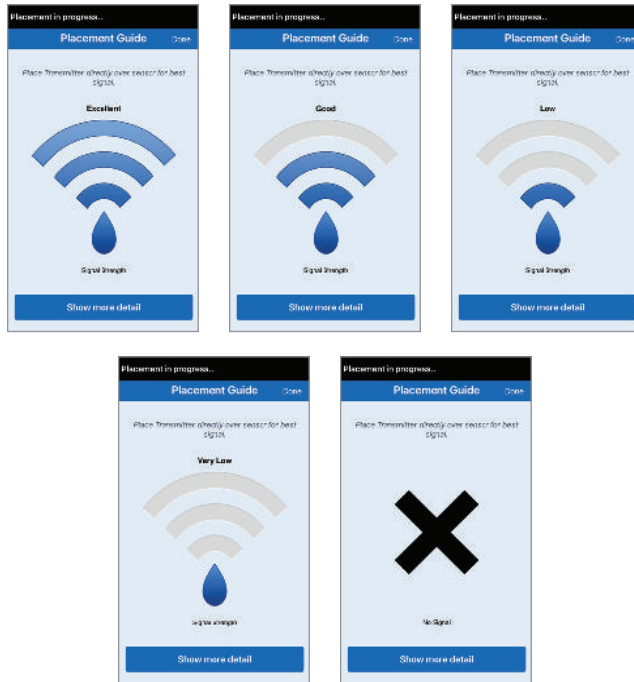 Placement in progress..
Placement Guide Done
Place Transmitter directly over sensor for best
signal.
Excellent
Signal Strength
Show more detail
Placement in progress..
Placement Guide Done
Place Transmitter directly over sensor for best
signal.
Good
Signal Strength
Show more detail
Placement in progress..
Placement Guide Done
Place Transmitter directly over sensor for best
signal.
Low
Signal Strength
Show more detail
Placement in progress..
Placement Guide Done
Place Transmitter directly over sensor for best
signal.
Very Low
Signal Strength
Show more detail
Placement in progress..
Placement Guide Done
Place Transmitter directly over sensor for best
signal.
No Signal
Show more detail